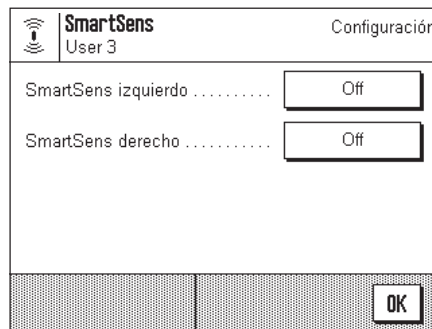 SmartSens
Configuración
User 3
SmartSens izquierdo .......... Off
SmartSens derecho ........... Off
OK